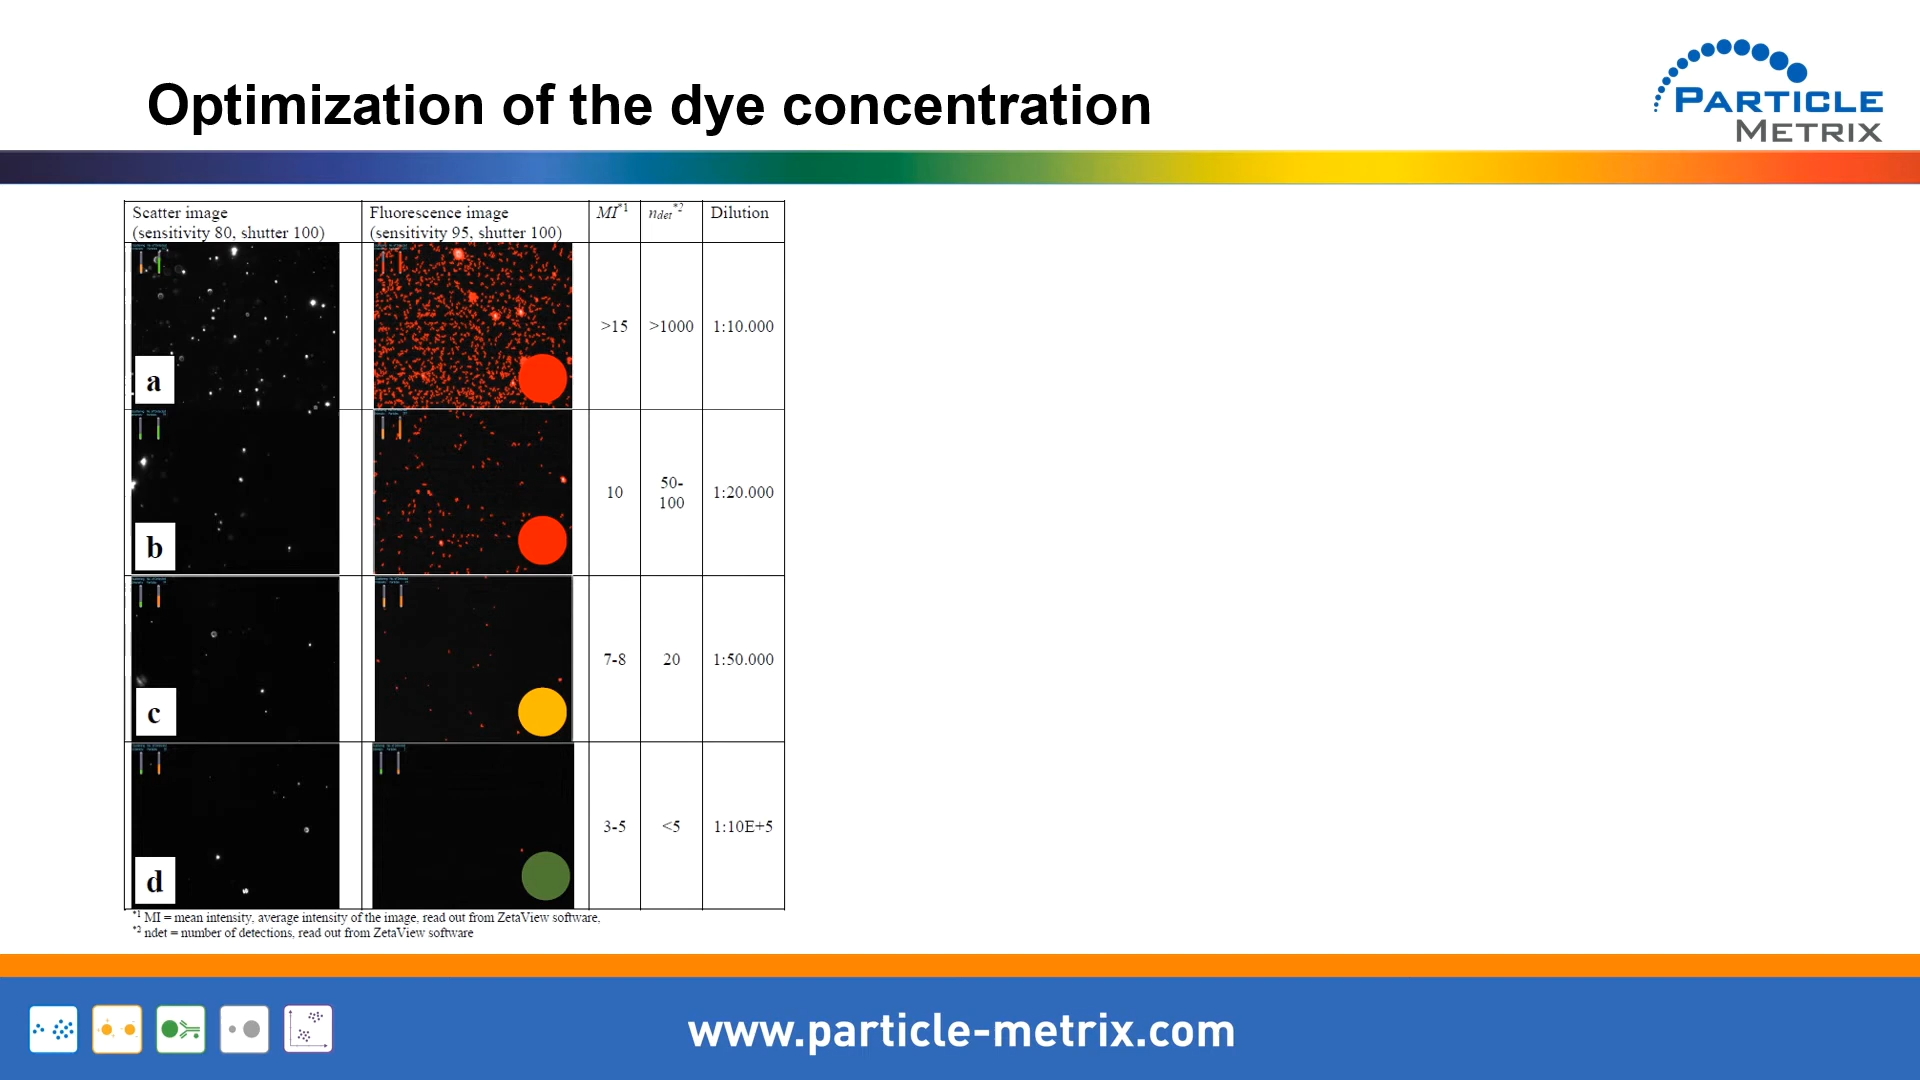 Optimization of the dye concentration
PARTICLE
METRIX
Scatter image
(sensitivity 80, shutter 100)
Fluorescence image
(sensitivity 95, shutter 100)
MI*1
ndet*2
Dilution
a
>15
>1000
1:10.000
b
10
50-
100
1:20.000
c
7-8
20
1:50.000
d
3-5
<5
1:10E+5
*1 MI = mean intensity, average intensity of the image, read out from ZetaView software,
*2 ndet = number of detections, read out from ZetaView software
www.particle-metrix.com